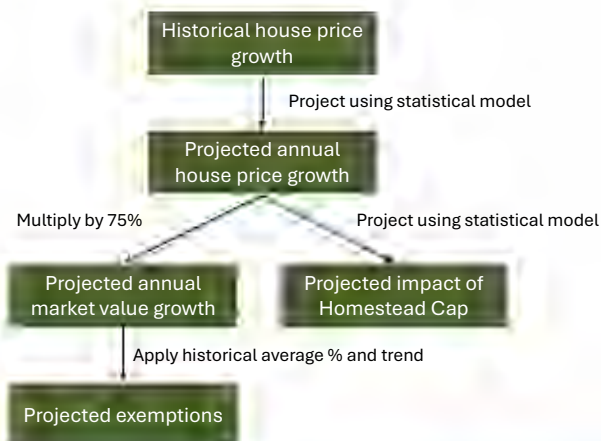 Historical house price
growth
Project using statistical model
Projected annual
house price growth
Multiply by 75%
Project using statistical model
Projected annual
market value growth
Projected impact of
Homestead Cap
Apply historical average % and trend
Projected exemptions